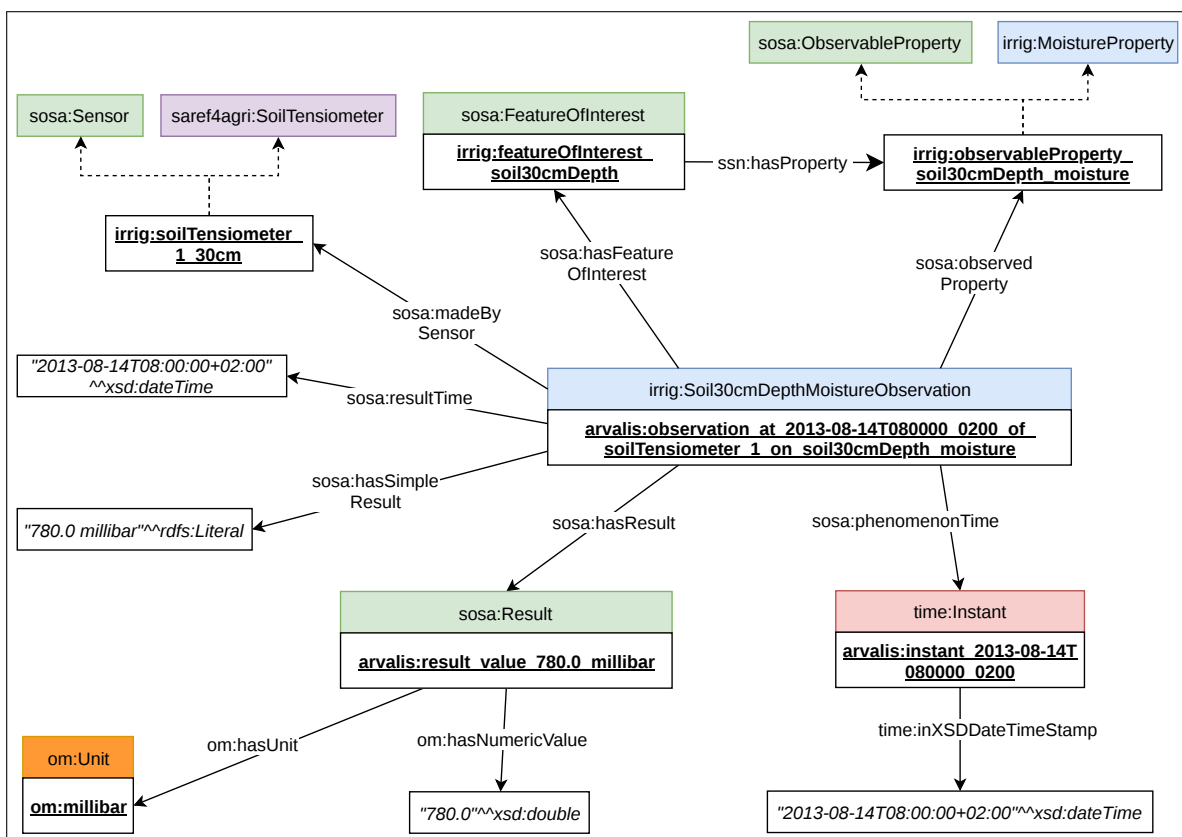 sosa:ObservableProperty
irrig:MoistureProperty
sosa:Sensor
saref4agri:SoilTensiometer
sosa:FeatureOfInterest
irrig:featureOfInterest_
soil30cmDepth
ssn:hasProperty
irrig:observableProperty_
soil30cmDepth_moisture
irrig:soilTensiometer_
1_30cm
sosa:hasFeature
OfInterest
sosa:observed
Property
sosa:madeBy
Sensor
"2013-08-14T08:00:00+02:00"
^^xsd:dateTime
sosa:resultTime
irrig:Soil30cmDepthMoistureObservation
arvalis:observation_at_2013-08-14T080000_0200_of_
soilTensiometer_1_on_soil30cmDepth_moisture
sosa:hasSimple
Result
"780.0 millibar"^^rdfs:Literal
sosa:hasResult
sosa:phenomenonTime
sosa:Result
arvalis:result_value_780.0_millibar
time:Instant
arvalis:instant_2013-08-14T
080000_0200
om:hasUnit
om:hasNumericValue
time:inXSDDateTimeStamp
om:Unit
om:millibar
"780.0"^^xsd:double
"2013-08-14T08:00:00+02:00"^^xsd:dateTime